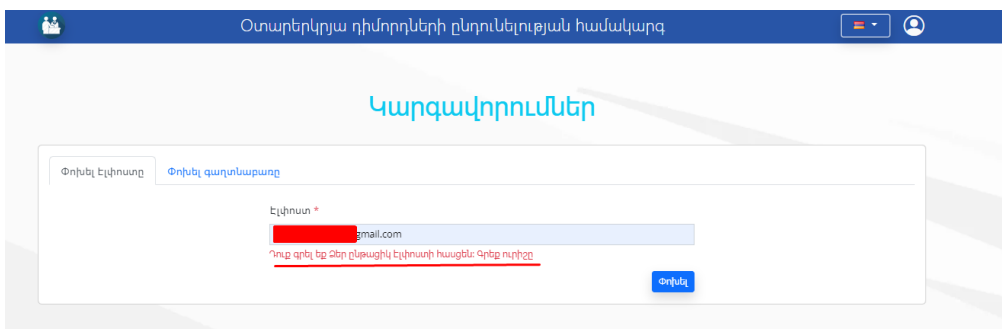 Օտարերկրյա դիմորդների ընդունելության համակարգ
Կարգավորումներ
Փոխել Էլփոստը Փոխել գաղտնաբառը
Էլփոստ *
gmail.com
Դուք գրել եք Ձեր ընթացիկ Էլփոստի հասցեն: Գրեք ուրիշը
Փոխել